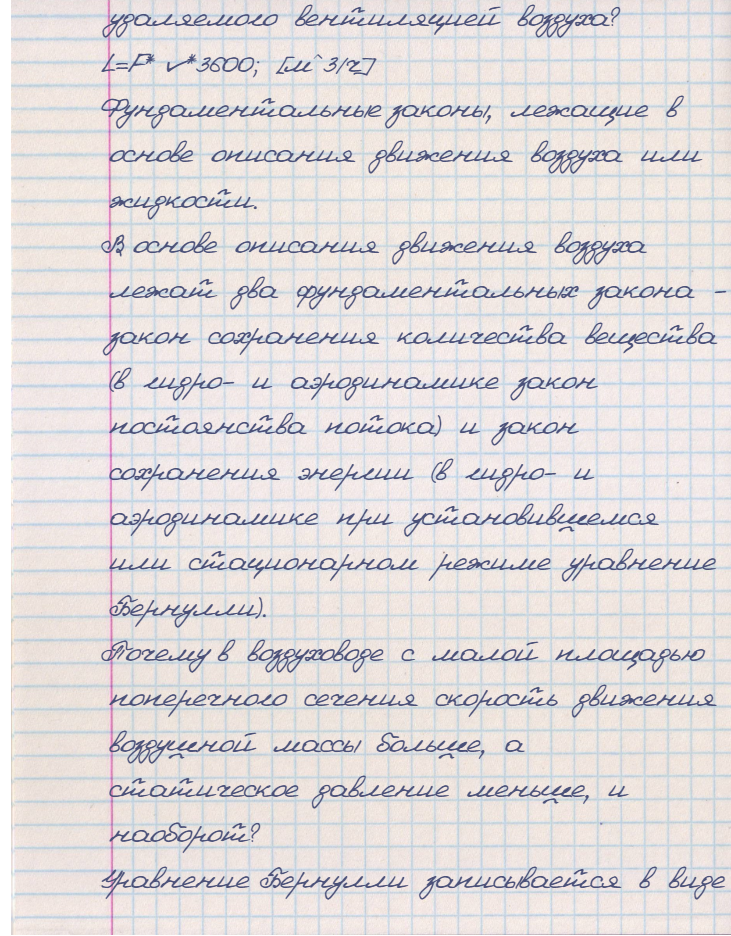 удаляемого вентиляцией воздуха?
L=F* v*3600; [м^3/ч]
Фундаментальные законы, лежащие в
основе описания движения воздуха или
жидкости.
В основе описания движения воздуха
лежат два фундаментальных закона -
закон сохранения количества вещества
(в гидро- и аэродинамике закон
постоянства потока) и закон
сохранения энергии (в гидро- и
аэродинамике при установившемся
или стационарном режиме уравнение
Бернулли).
Почему в воздуховоде с малой площадью
поперечного сечения скорость движения
воздушной массы больше, а
статическое давление меньше, и
наоборот?
Уравнение Бернулли записывается в виде